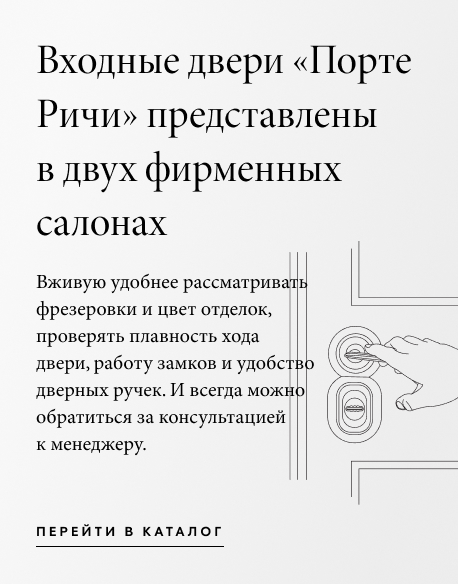 Входные двери «Порте
Ричи» представлены
в двух фирменных
салонах
Вживую удобнее рассматривать
фрезеровки и цвет отделок,
проверять плавность хода
двери, работу замков и удобство
дверных ручек. И всегда можно
обратиться за консультацией
к менеджеру.
ПЕРЕЙТИ В КАТАЛОГ